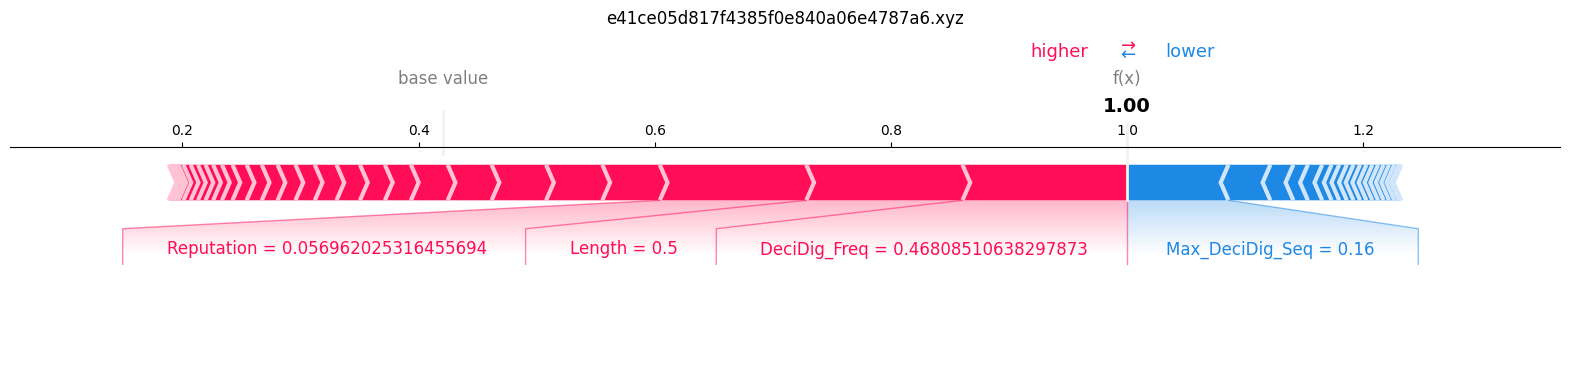 e41ce05d817f4385f0e840a06e4787a6.xyz
higher ⇄ lower
base value f(x)
1.00
0.2 0.4 0.6 0.8 1.0 1.2
Reputation = 0.056962025316455694 Length = 0.5 DeciDig_Freq = 0.46808510638297873 Max_DeciDig_Seq = 0.16